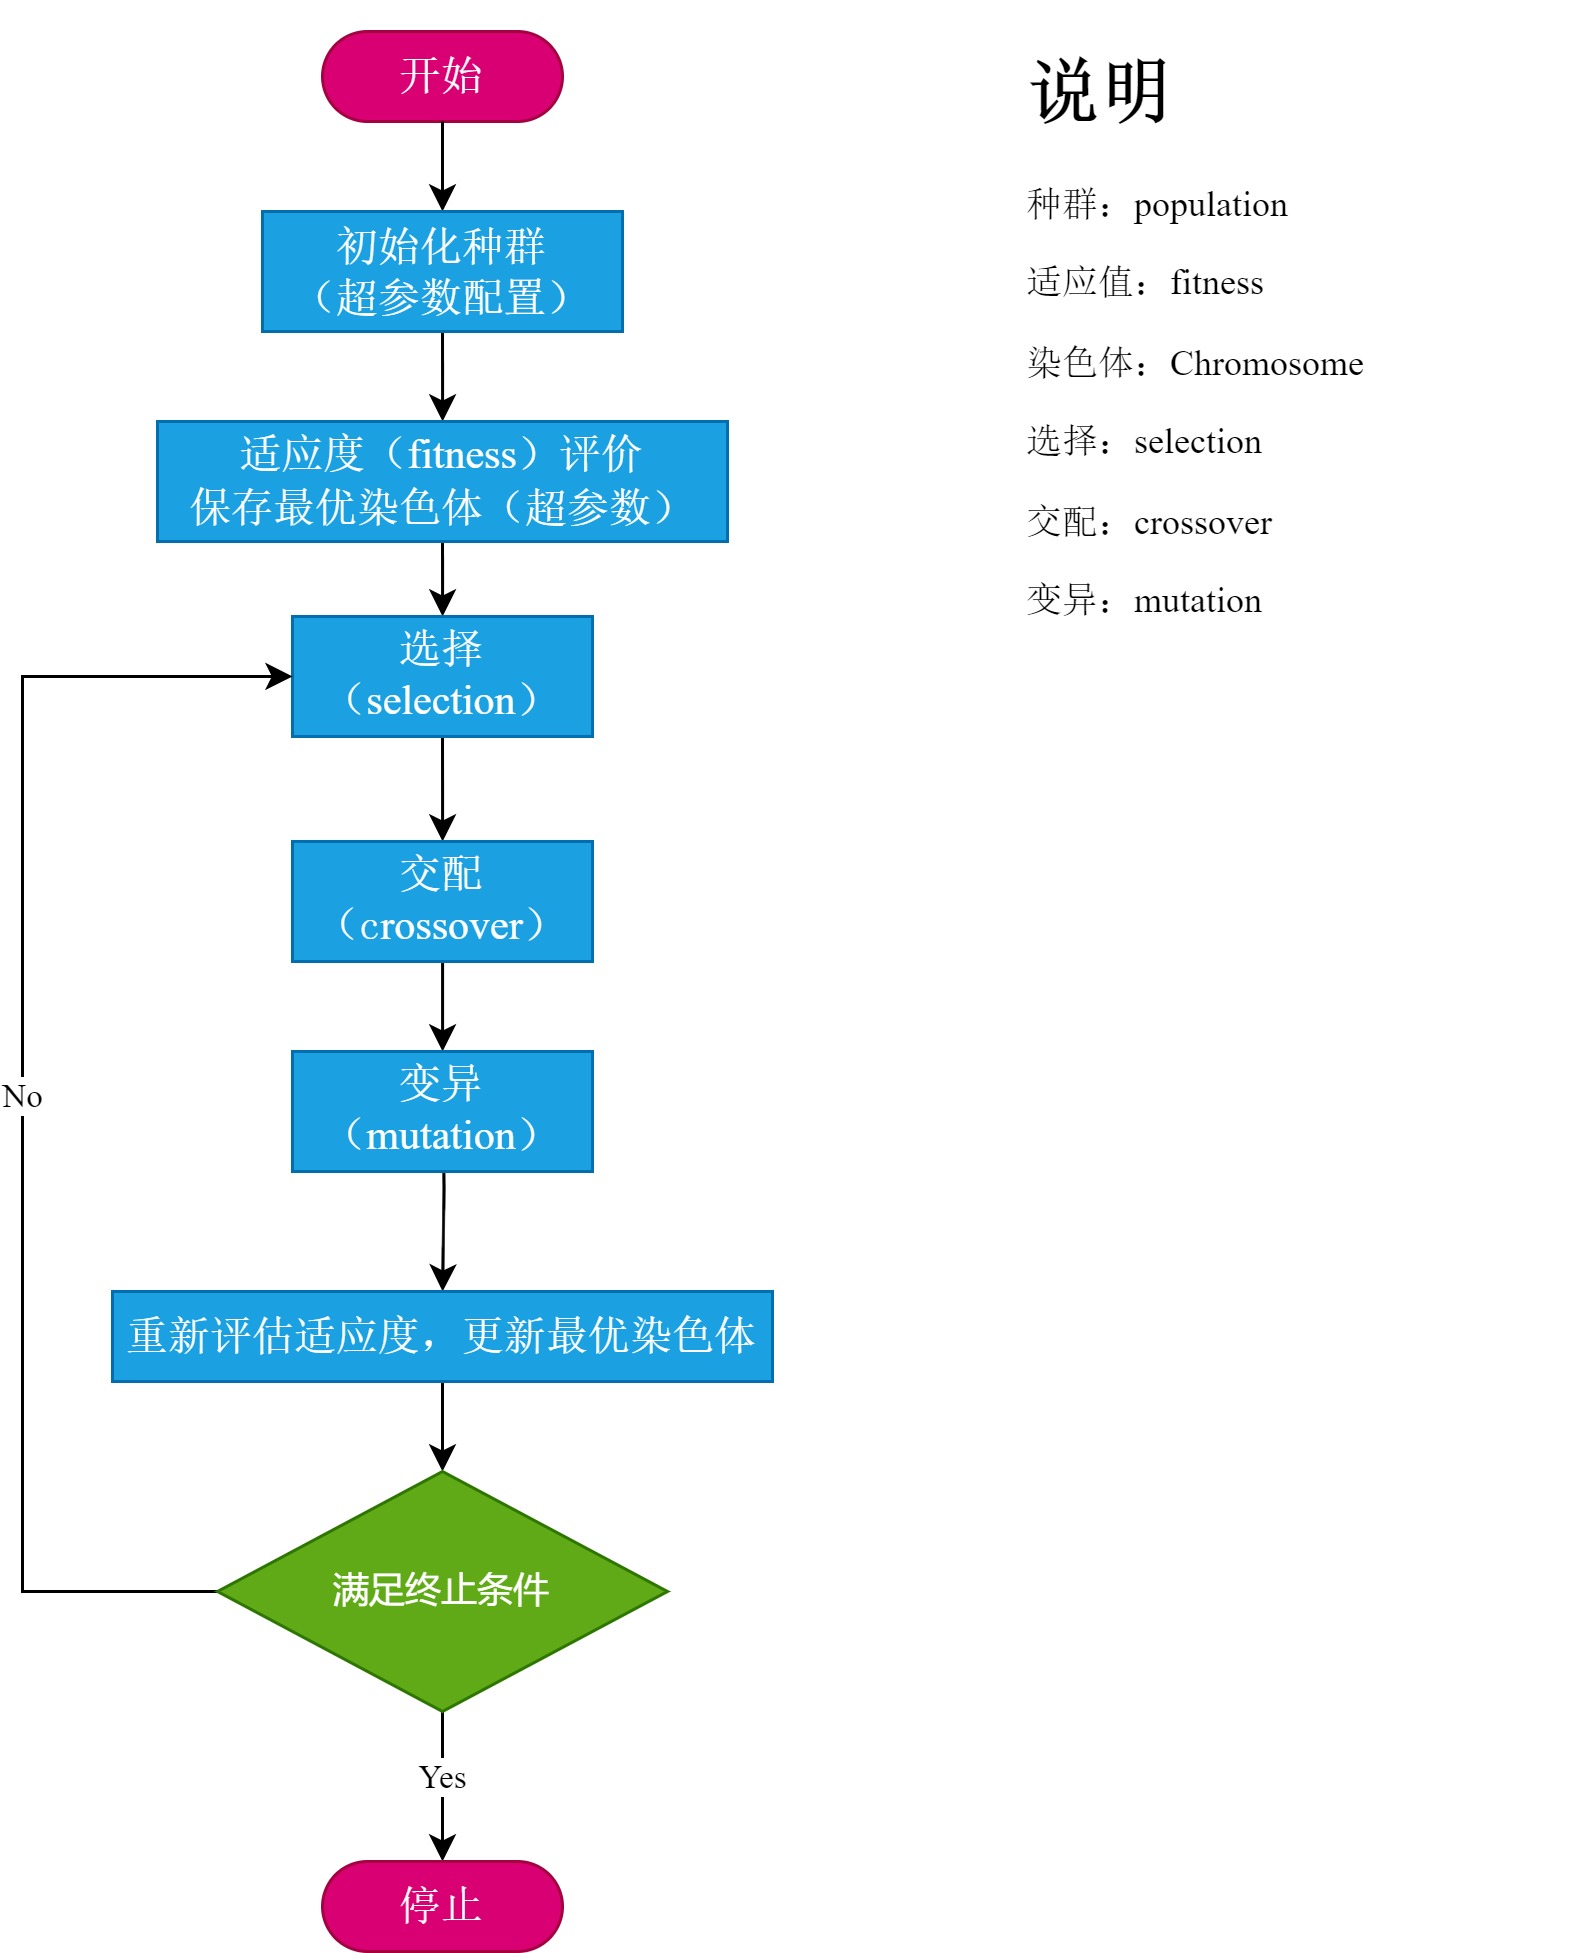 开始
初始化种群
（超参数配置）
适应度（fitness）评价
保存最优染色体（超参数）
选择
（selection）
交配
（crossover）
变异
（mutation）
重新评估适应度，更新最优染色体
满足终止条件
No
Yes
停止
说明
种群：population
适应值：fitness
染色体：Chromosome
选择：selection
交配：crossover
变异：mutation